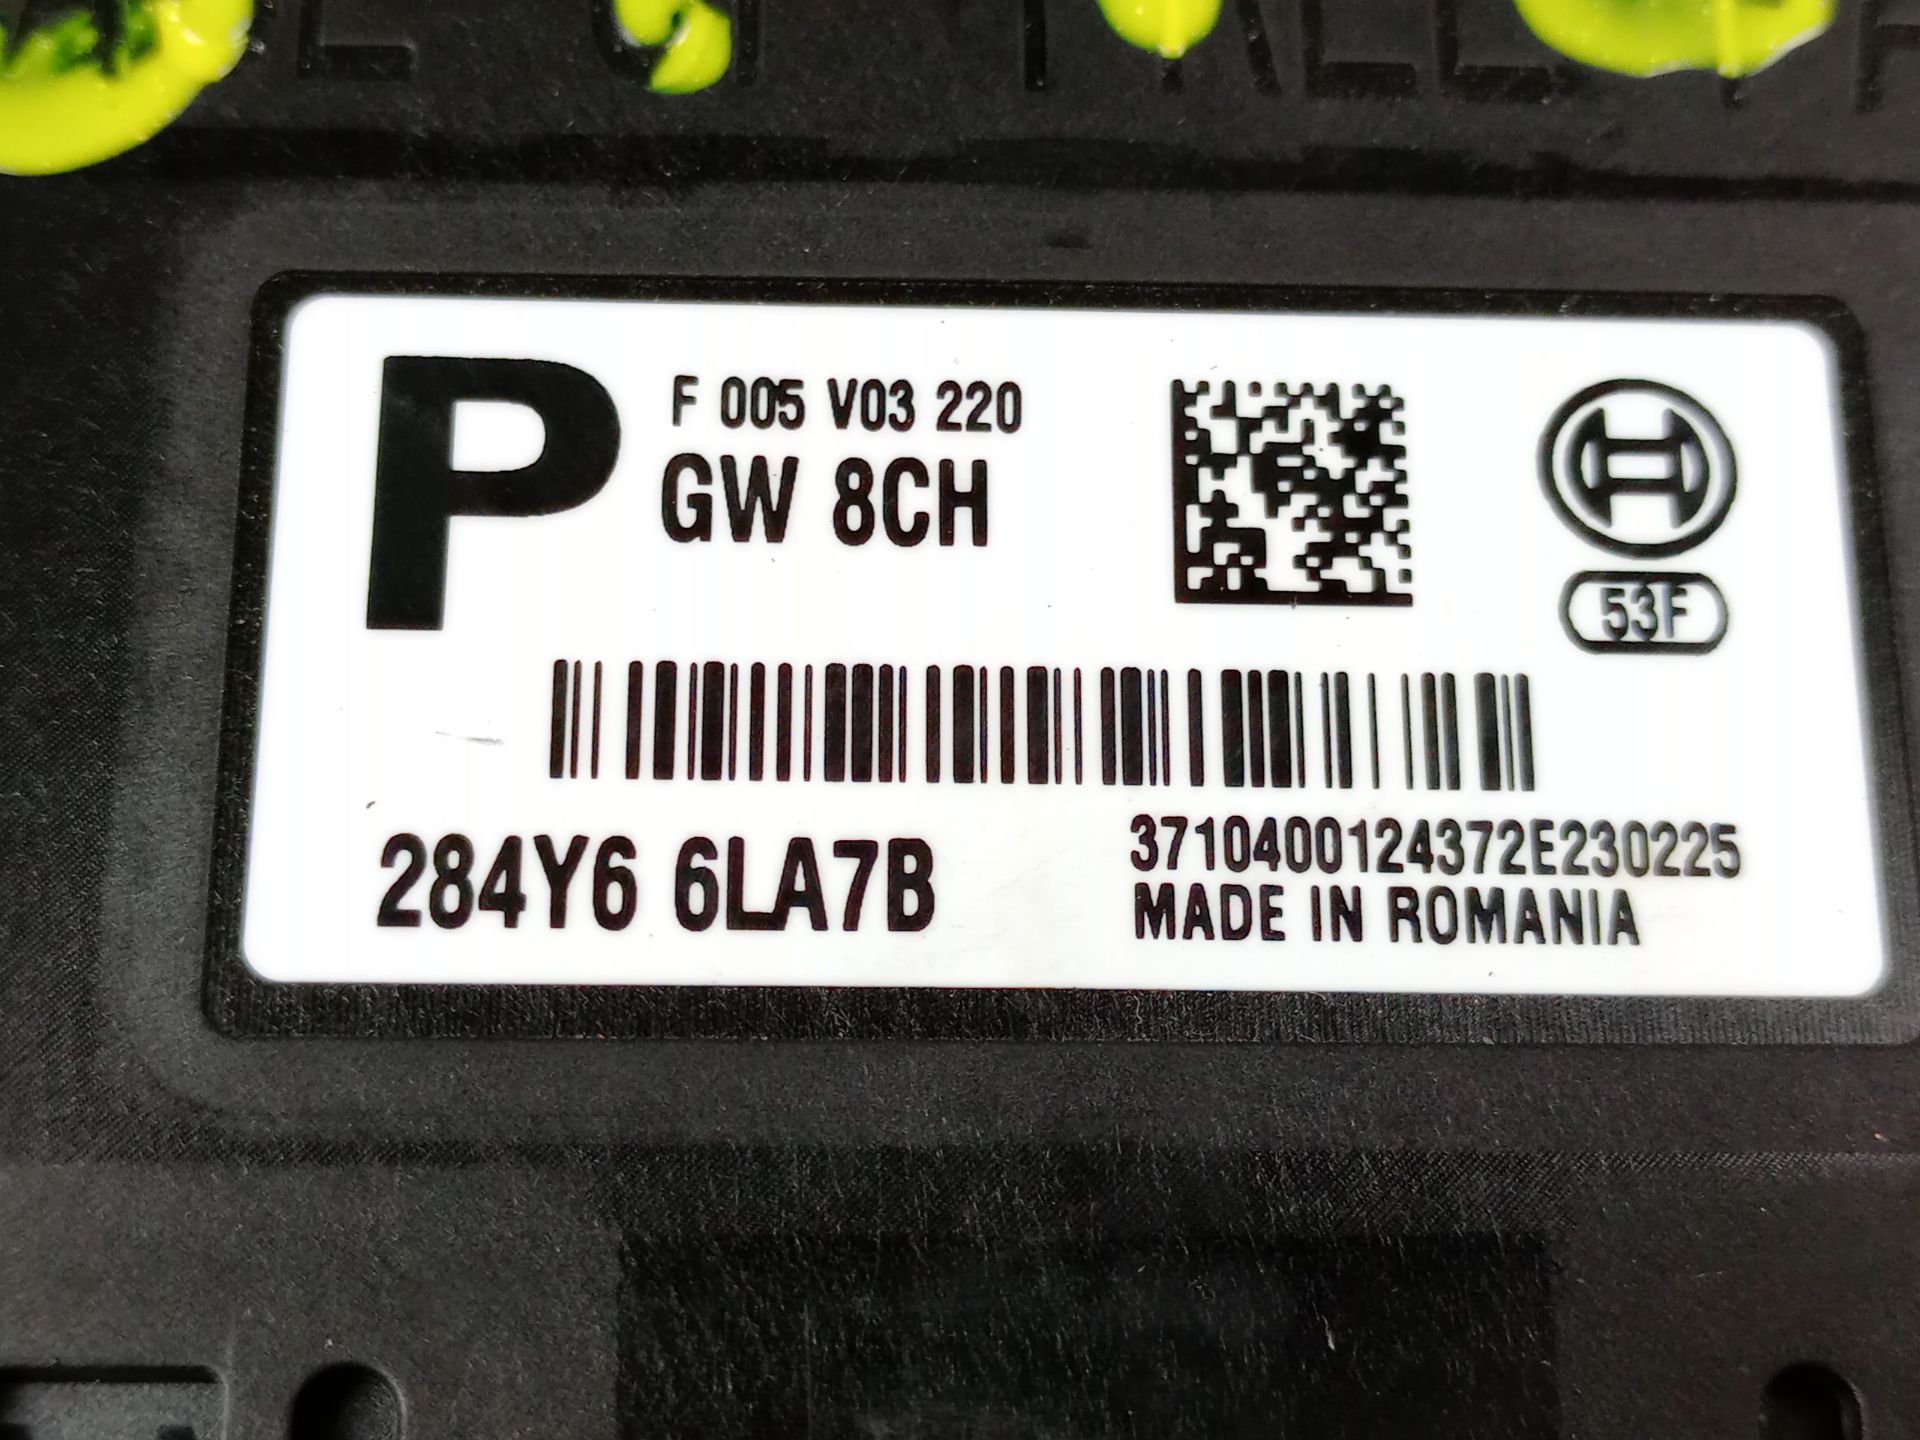 P
F 005 V03 220
GW 8CH
53F
284Y6 6LA7B
3710400124372E230225
MADE IN ROMANIA